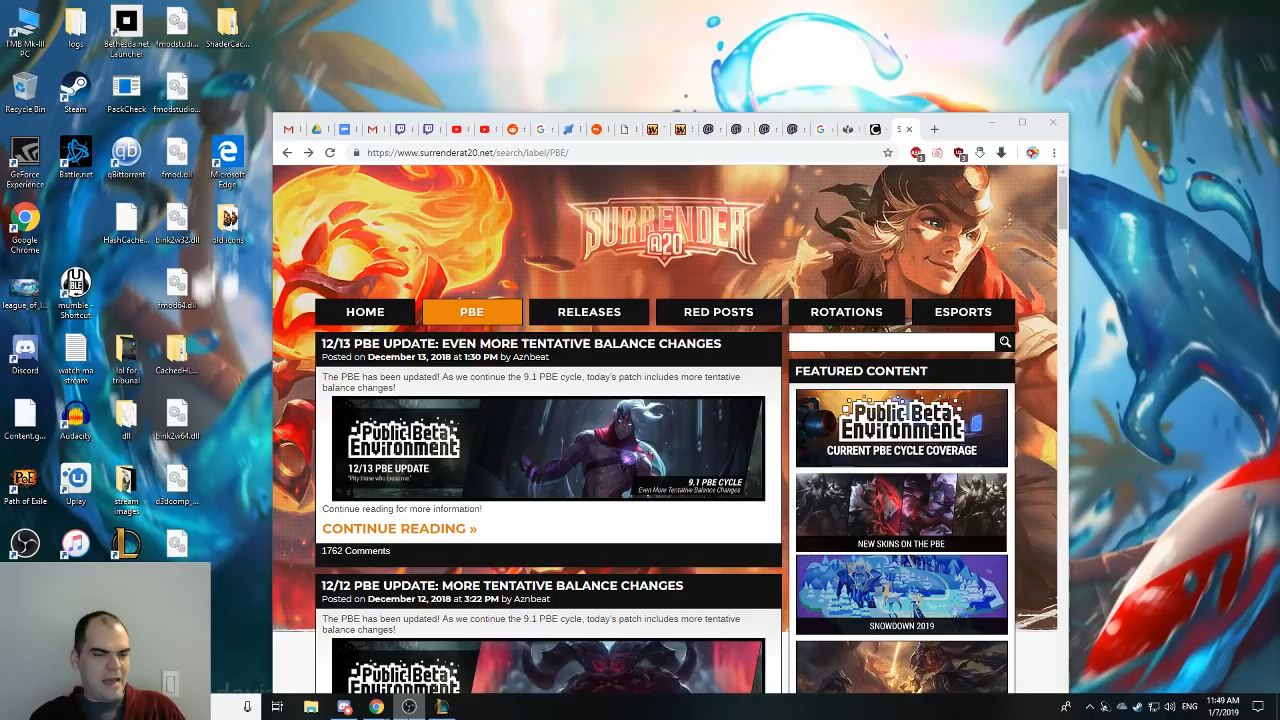 TMB Mk-III
PC
logs
Bethesda.net
Launcher
fmodstudi...
ShaderCac...
Recycle Bin
Steam
PackCheck
fmodstudio...
GeForce
Experience
Battle.net
qBittorrent
fmod.dll
Microsoft
Edge
Google
Chrome
HashCache...
bink2w32.dll
old icons
league_of_l...
mumble -
Shortcut
fmod64.dll
Discord
watch ma
stream
lol for
tribunal
CachedHL...
Content.g...
Audacity
dll
bink2w64.dll
Path of Exile
Uplay
stream
images
d3dcomp_...
https://www.surrenderat20.net/search/label/PBE/
SURRENDER
@20
HOME
PBE
RELEASES
RED POSTS
ROTATIONS
ESPORTS
12/13 PBE UPDATE: EVEN MORE TENTATIVE BALANCE CHANGES
Posted on December 13, 2018 at 1:30 PM by Aznbeat
The PBE has been updated! As we continue the 9.1 PBE cycle, today's patch includes more tentative
balance changes!
Public Beta
Environment
12/13 PBE UPDATE
"Pity those who cross me."
9.1 PBE CYCLE
Even More Tentative Balance Changes
Continue reading for more information!
CONTINUE READING »
1762 Comments
12/12 PBE UPDATE: MORE TENTATIVE BALANCE CHANGES
Posted on December 12, 2018 at 3:22 PM by Aznbeat
The PBE has been updated! As we continue the 9.1 PBE cycle, today's patch includes more tentative
balance changes!
Public Beta
Environment
FEATURED CONTENT
Public Beta
Environment
CURRENT PBE CYCLE COVERAGE
NEW SKINS ON THE PBE
SNOWDOWN 2019
ENG
11:49 AM
1/7/2019